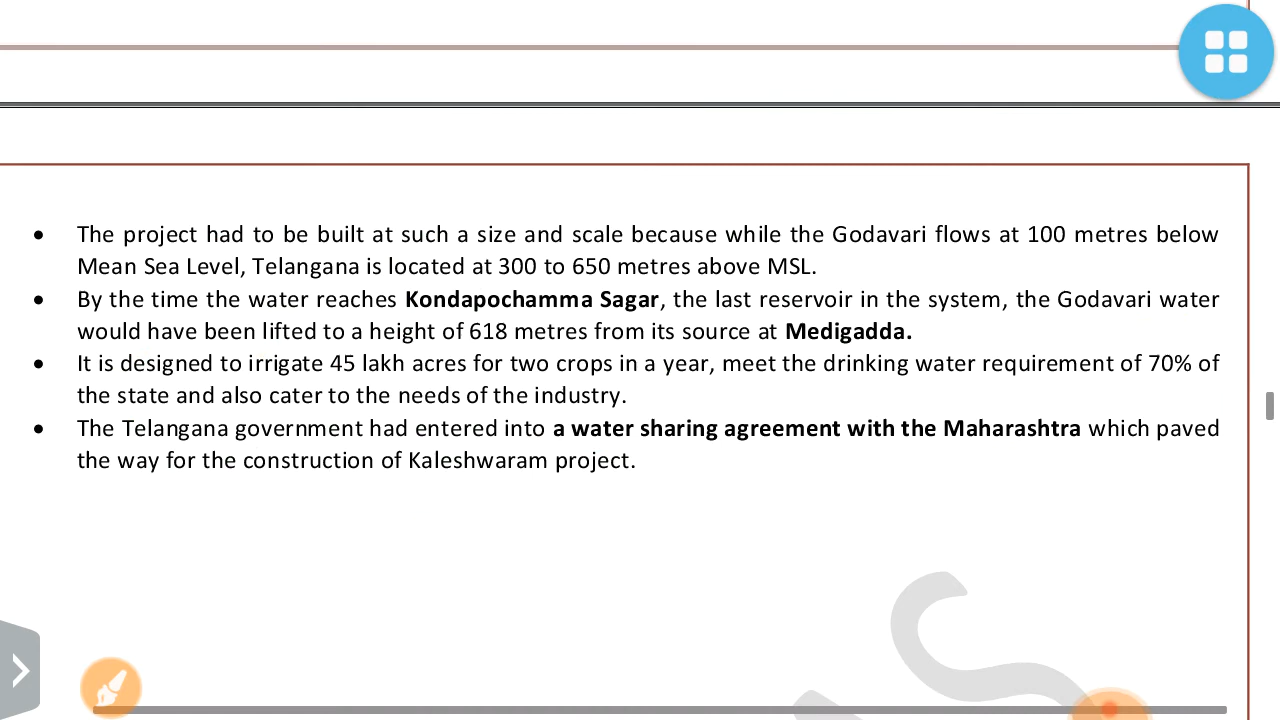 • The project had to be built at such a size and scale because while the Godavari flows at 100 metres below
Mean Sea Level, Telangana is located at 300 to 650 metres above MSL.
• By the time the water reaches Kondapochamma Sagar, the last reservoir in the system, the Godavari water
would have been lifted to a height of 618 metres from its source at Medigadda.
• It is designed to irrigate 45 lakh acres for two crops in a year, meet the drinking water requirement of 70% of
the state and also cater to the needs of the industry.
• The Telangana government had entered into a water sharing agreement with the Maharashtra which paved
the way for the construction of Kaleshwaram project.